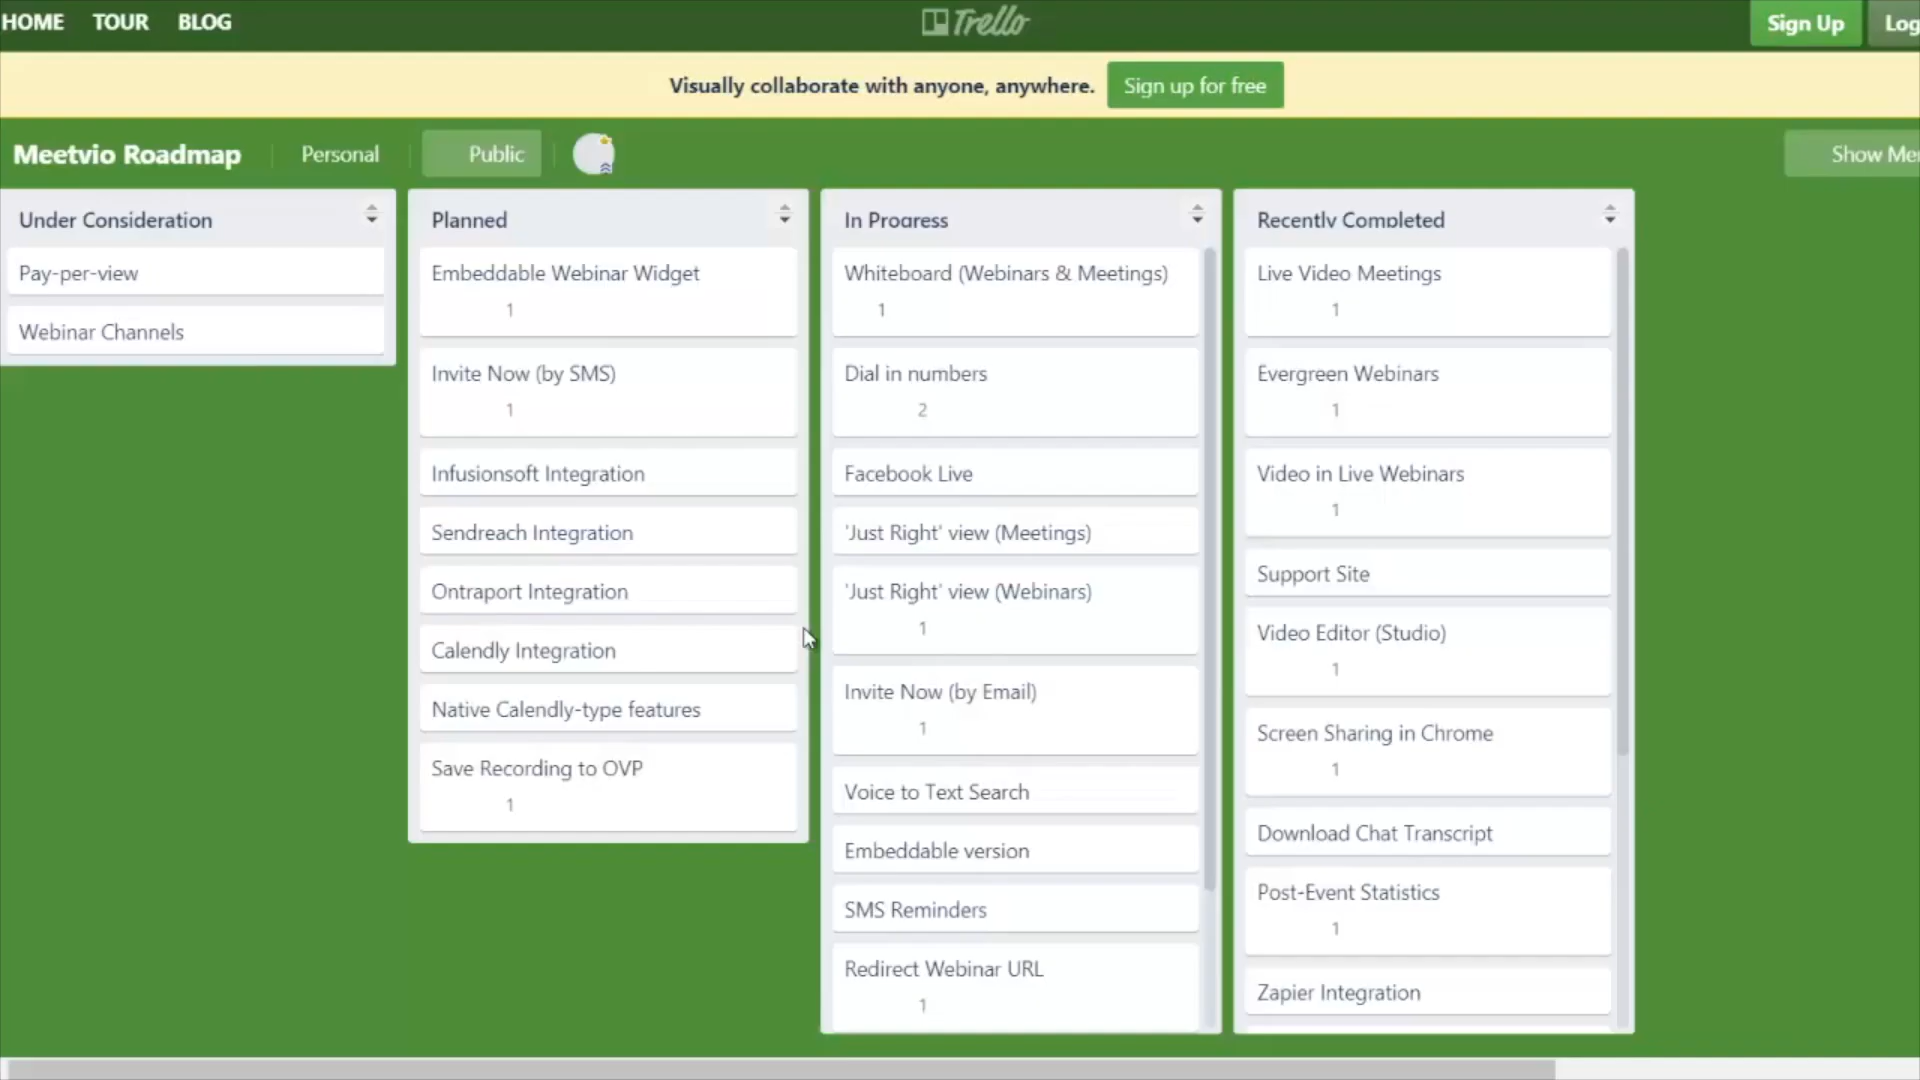 HOME TOUR BLOG
Trello
Sign Up
Log
Visually collaborate with anyone, anywhere.
Sign up for free
Meetvio Roadmap
Personal
Public
Show Me
Under Consideration
Pay-per-view
Webinar Channels
Planned
Embeddable Webinar Widget
1
Invite Now (by SMS)
1
Infusionsoft Integration
Sendreach Integration
Ontraport Integration
Calendly Integration
Native Calendly-type features
Save Recording to OVP
1
In Progress
Whiteboard (Webinars & Meetings)
1
Dial in numbers
2
Facebook Live
'Just Right' view (Meetings)
'Just Right' view (Webinars)
1
Invite Now (by Email)
1
Voice to Text Search
Embeddable version
SMS Reminders
Redirect Webinar URL
1
Recently Completed
Live Video Meetings
1
Evergreen Webinars
1
Video in Live Webinars
1
Support Site
Video Editor (Studio)
1
Screen Sharing in Chrome
1
Download Chat Transcript
Post-Event Statistics
1
Zapier Integration